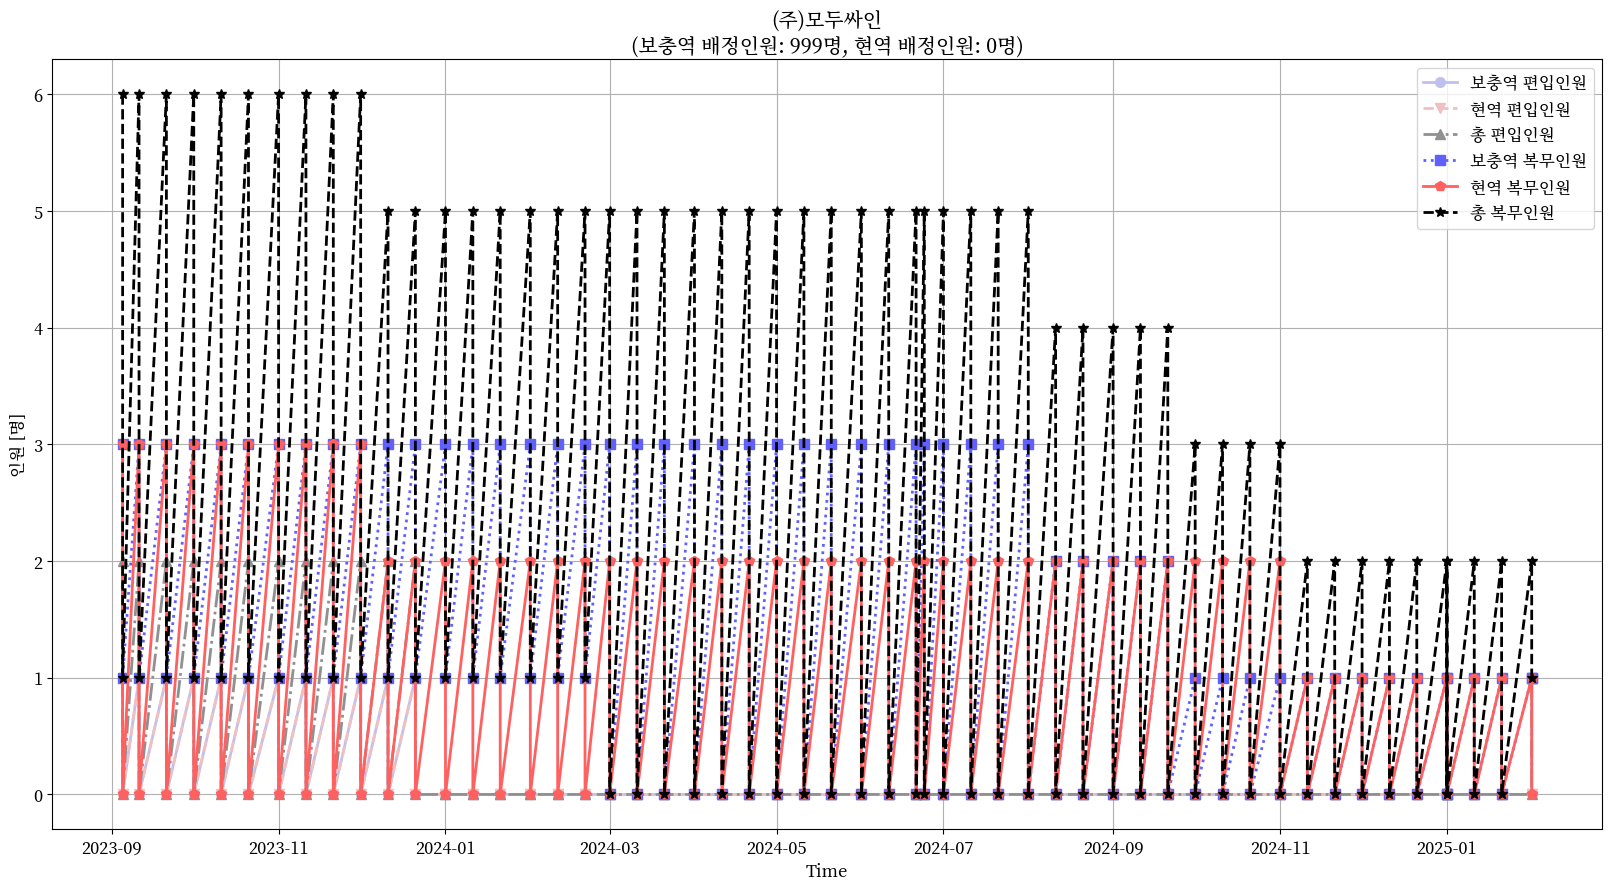 (주)모두싸인
(보충역 배정인원: 999명, 현역 배정인원: 0명)
보충역 편입인원
현역 편입인원
총 편입인원
보충역 복무인원
현역 복무인원
총 복무인원
인원 [명]
6
5
4
3
2
1
0
2023-09
2023-11
2024-01
2024-03
2024-05
2024-07
2024-09
2024-11
2025-01
Time